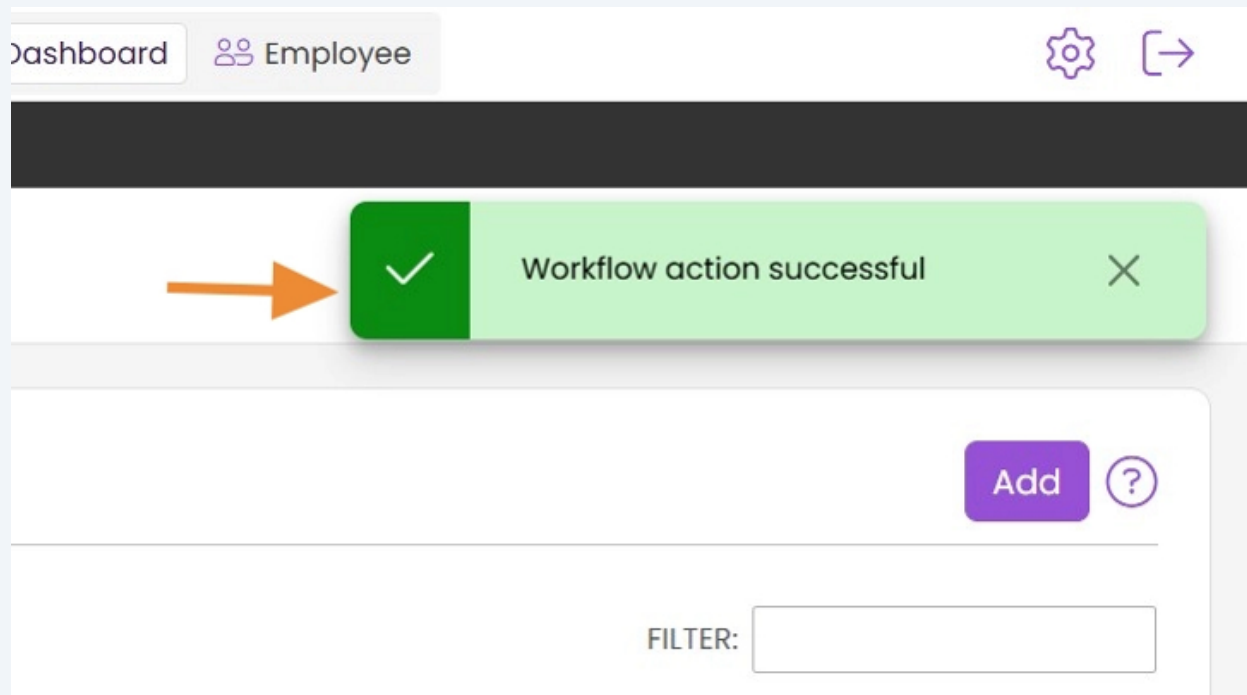 Dashboard
Employee
Workflow action successful
Add
?
FILTER: